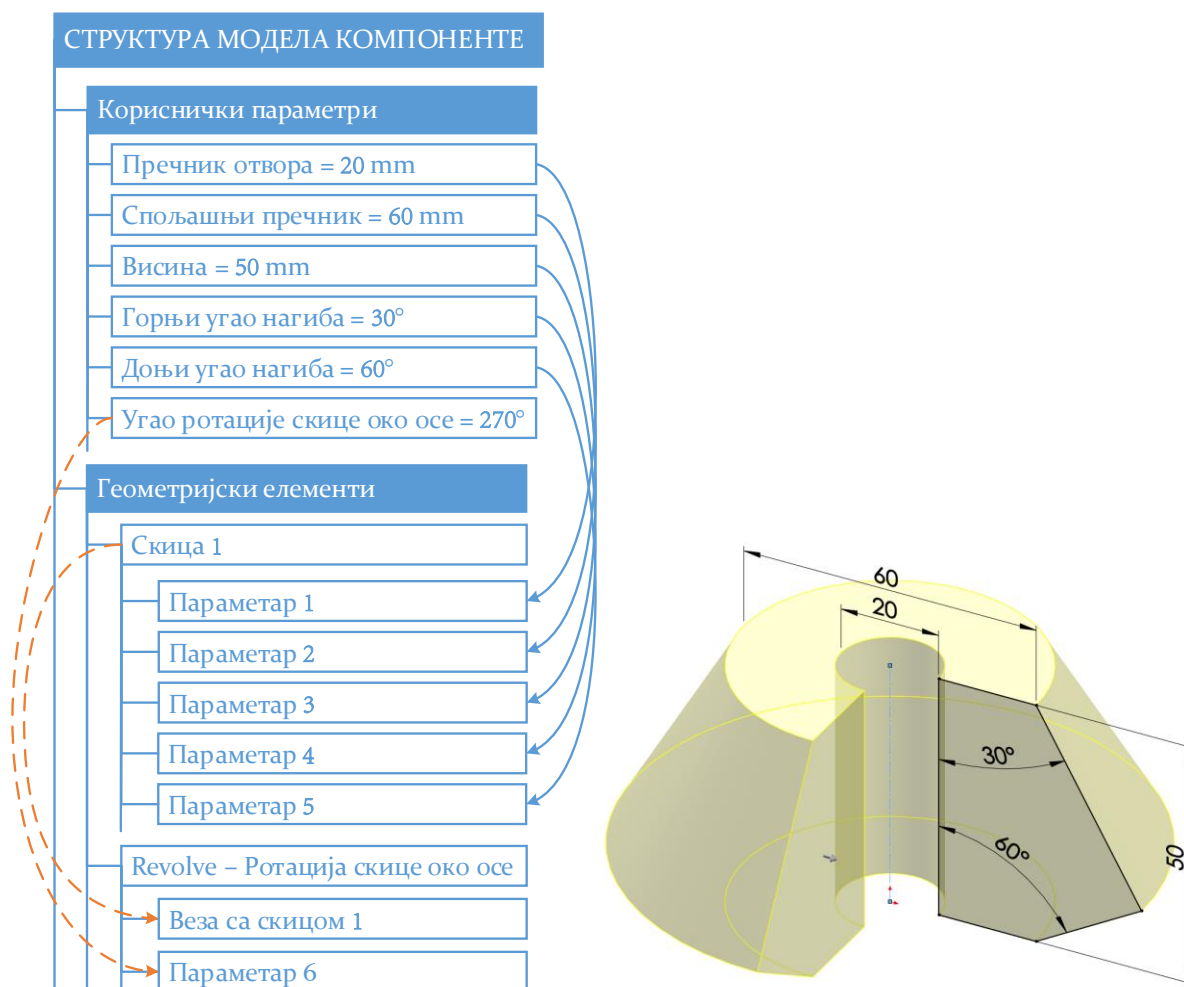 СТРУКТУРА МОДЕЛА КОМПОНЕНТЕ
Кориснички параметри
Пречник отвора = 20 mm
Спољашњи пречник = 60 mm
Висина = 50 mm
Горњи угао нагиба = 30°
Доњи угао нагиба = 60°
Угао ротације скице око осе = 270°
Геометријски елементи
Скица 1
Параметар 1
Параметар 2
Параметар 3
Параметар 4
Параметар 5
Revolve – Ротација скице око осе
Веза са скицом 1
Параметар 6
60
20
30°
60°
50